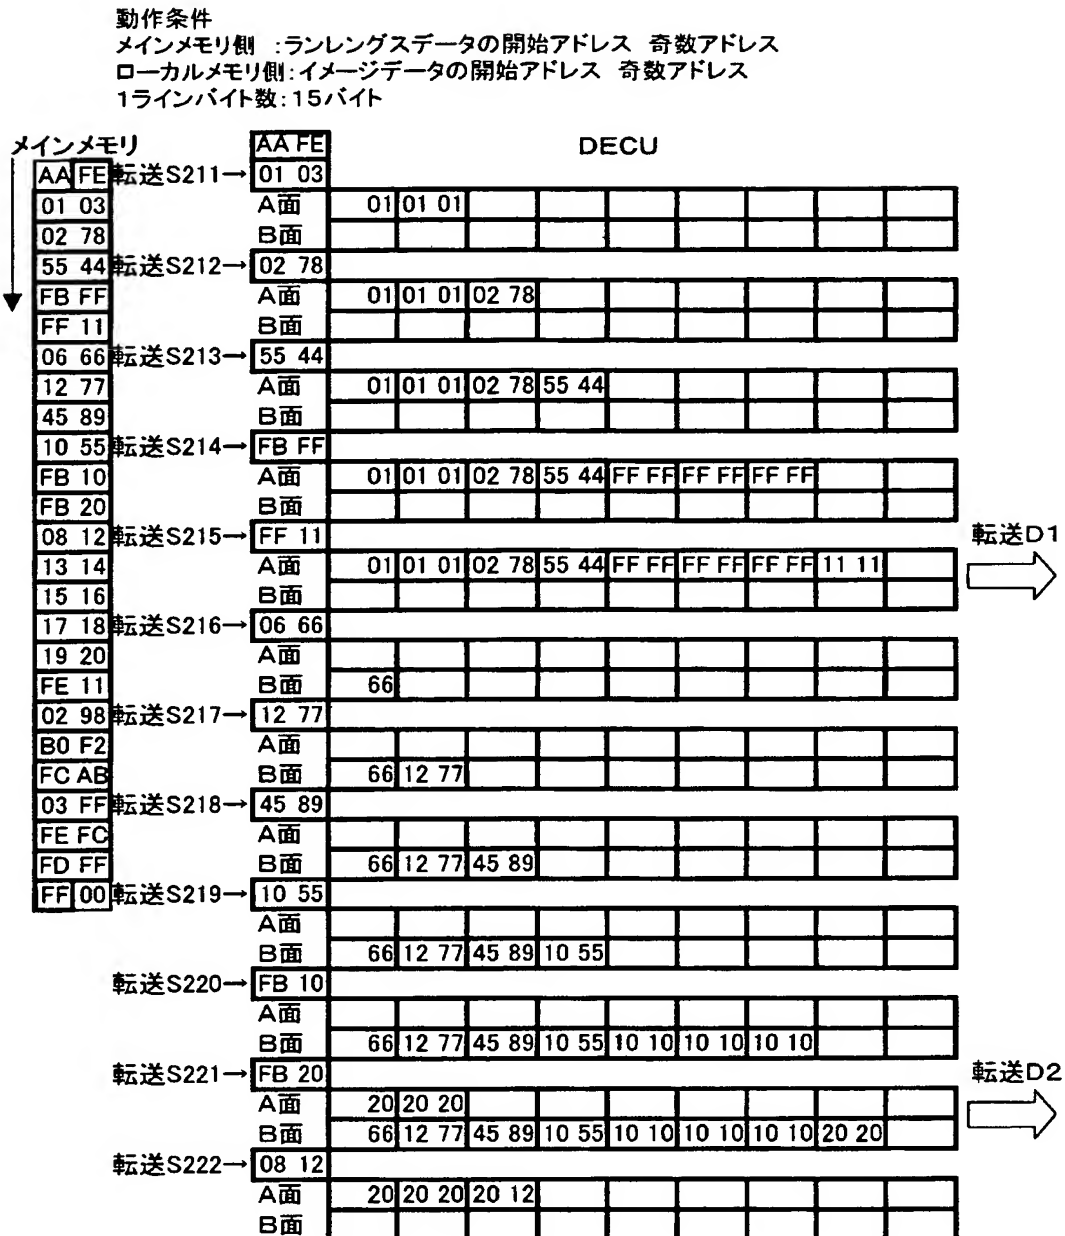 動作条件
メインメモリ側 :ランレングスデータの開始アドレス 奇数アドレス
ローカルメモリ側:イメージデータの開始アドレス 奇数アドレス
1ラインバイト数:15バイト
メインメモリ
AA FE
01 03
02 78
55 44
FB FF
FF 11
06 66
12 77
45 89
10 55
FB 10
FB 20
08 12
13 14
15 16
17 18
19 20
FE 11
02 98
B0 F2
FC AB
03 FF
FE FC
FD FF
FF 00
DECU
AA FE
転送S211→ 01 03
A面 01 01 01
B面
転送S212→ 02 78
A面 01 01 01 02 78
B面
転送S213→ 55 44
A面 01 01 01 02 78 55 44
B面
転送S214→ FB FF
A面 01 01 01 02 78 55 44 FF FF FF FF FF FF
B面
転送S215→ FF 11
転送D1
A面 01 01 01 02 78 55 44 FF FF FF FF FF FF 11 11
B面
転送S216→ 06 66
A面
B面 66
転送S217→ 12 77
A面
B面 66 12 77
転送S218→ 45 89
A面
B面 66 12 77 45 89
転送S219→ 10 55
A面
B面 66 12 77 45 89 10 55
転送S220→ FB 10
A面
B面 66 12 77 45 89 10 55 10 10 10 10 10 10
転送S221→ FB 20
転送D2
A面 20 20 20
B面 66 12 77 45 89 10 55 10 10 10 10 10 10 20 20
転送S222→ 08 12
A面 20 20 20 20 12
B面